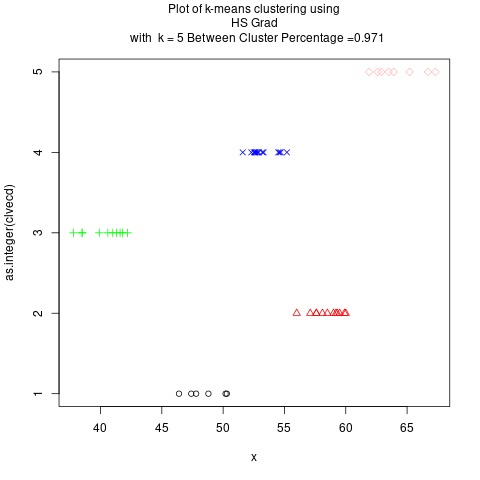 Plot of k-means clustering using
HS Grad
with k = 5 Between Cluster Percentage =0.971
as.integer(clvecd)
5
4
3
2
1
40 45 50 55 60 65
x